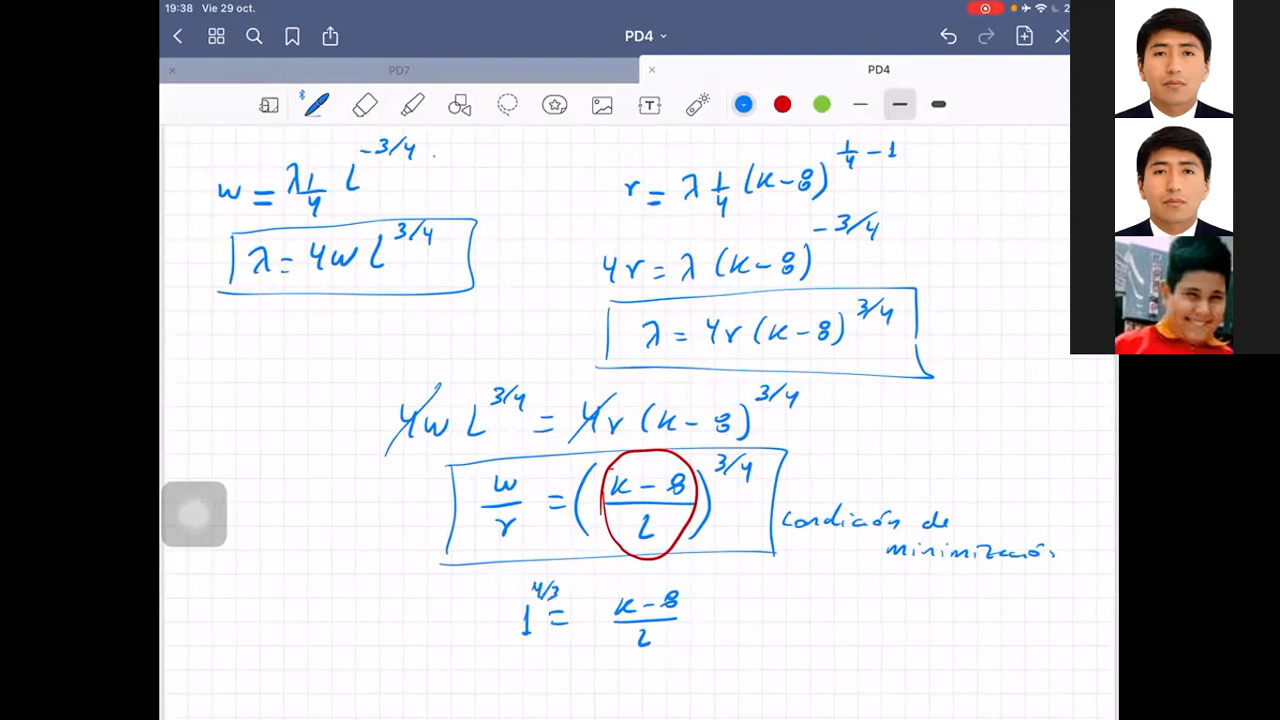 19:38 Vie 29 oct.
2
PD4
PD7
PD4
w = λ 1/4 L^-3/4
r = λ 1/4 (K-8)^1/4 - 1
λ = 4w L^3/4
4r = λ (K-8)^-3/4
λ = 4r (K-8)^3/4
4w L^3/4 = 4r (K-8)^3/4
w/r = (K-8/L)^3/4
condición de
minimización
1^4/3 = K-8/L